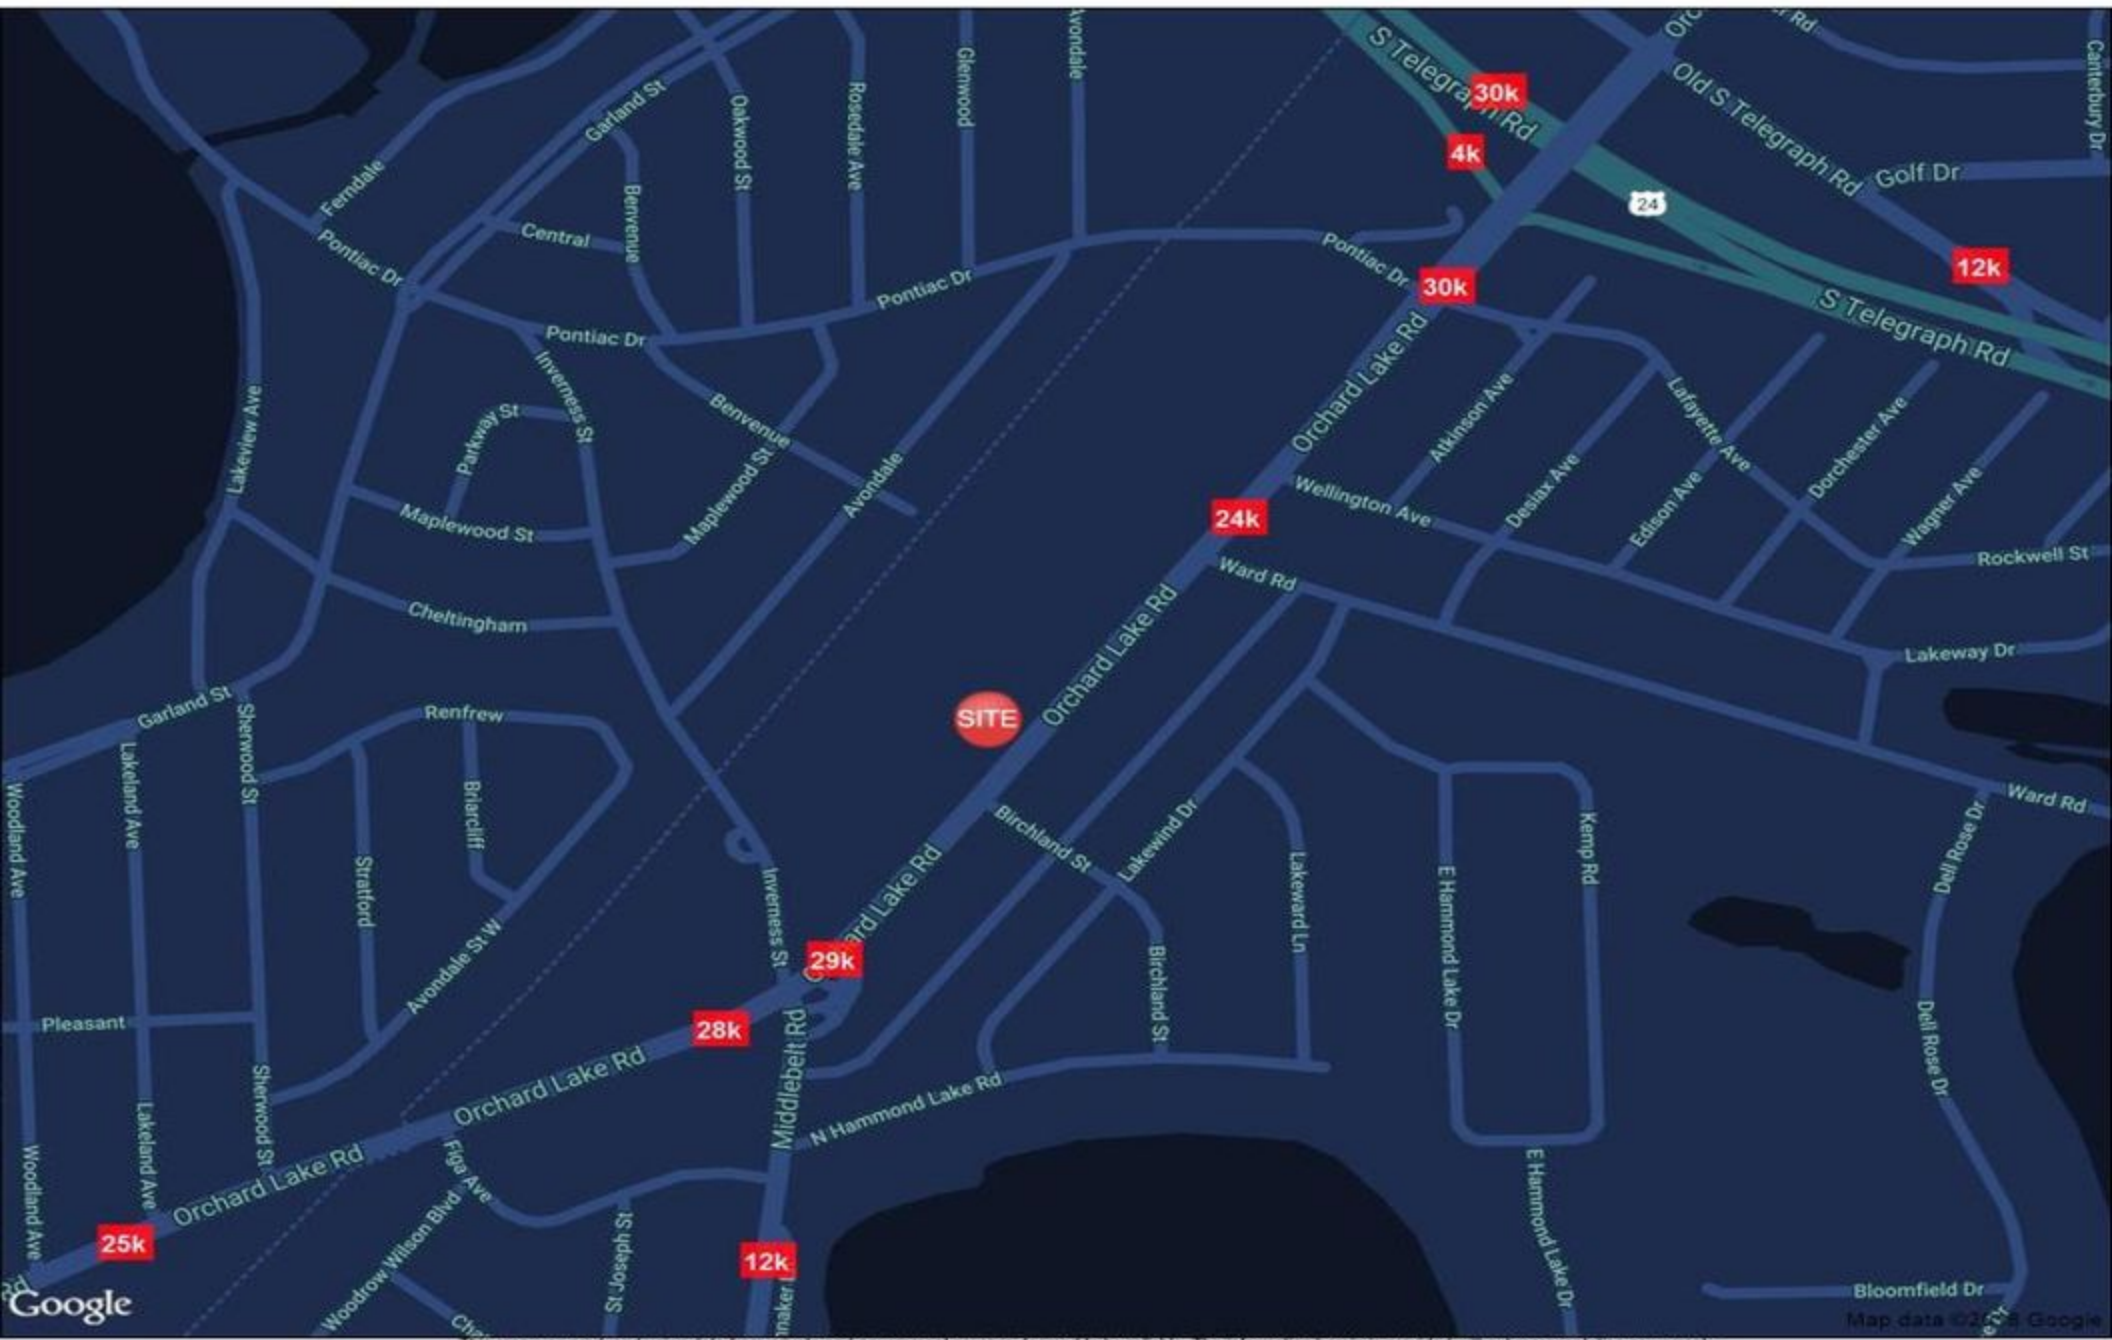 Orc
Canterbury Dr
Avondale
Glenwood
S Telegraph Rd
30k
Old S Telegraph Rd
Garland St
Oakwood St
Rosedale Ave
4k
Golf Dr
Ferndale
Benvenue
24
Central
Pontiac Dr
Pontiac Dr
Pontiac Dr
30k
12k
S Telegraph Rd
Pontiac Dr
Inverness St
Orchard Lake Rd
Atkinson Ave
Lafayette Ave
Parkway St
Benvenue
Lakeview Ave
Maplewood St
Avondale
Wellington Ave
Desiax Ave
Edison Ave
Dorchester Ave
Wagner Ave
24k
Maplewood St
Rockwell St
Ward Rd
Cheltingham
Orchard Lake Rd
Lakeway Dr
Garland St
Renfrew
SITE
Sherwood St
Lakeland Ave
Woodland Ave
Briarcliff
Birchland St
Lakewind Dr
Kemp Rd
Ward Rd
Dell Rose Dr
Stratford
Inverness St
ard Lake Rd
Lakeward Ln
E Hammond Lake Dr
Avondale St W
29k
Birchland St
Pleasant
28k
Middlebelt Rd
Dell Rose Dr
Orchard Lake Rd
N Hammond Lake Rd
Sherwood St
Lakeland Ave
Woodland Ave
Orchard Lake Rd
Figa Ave
E Hammond Lake Dr
Woodrow Wilson Blvd
St Joseph St
25k
12k
Bloomfield Dr
Google